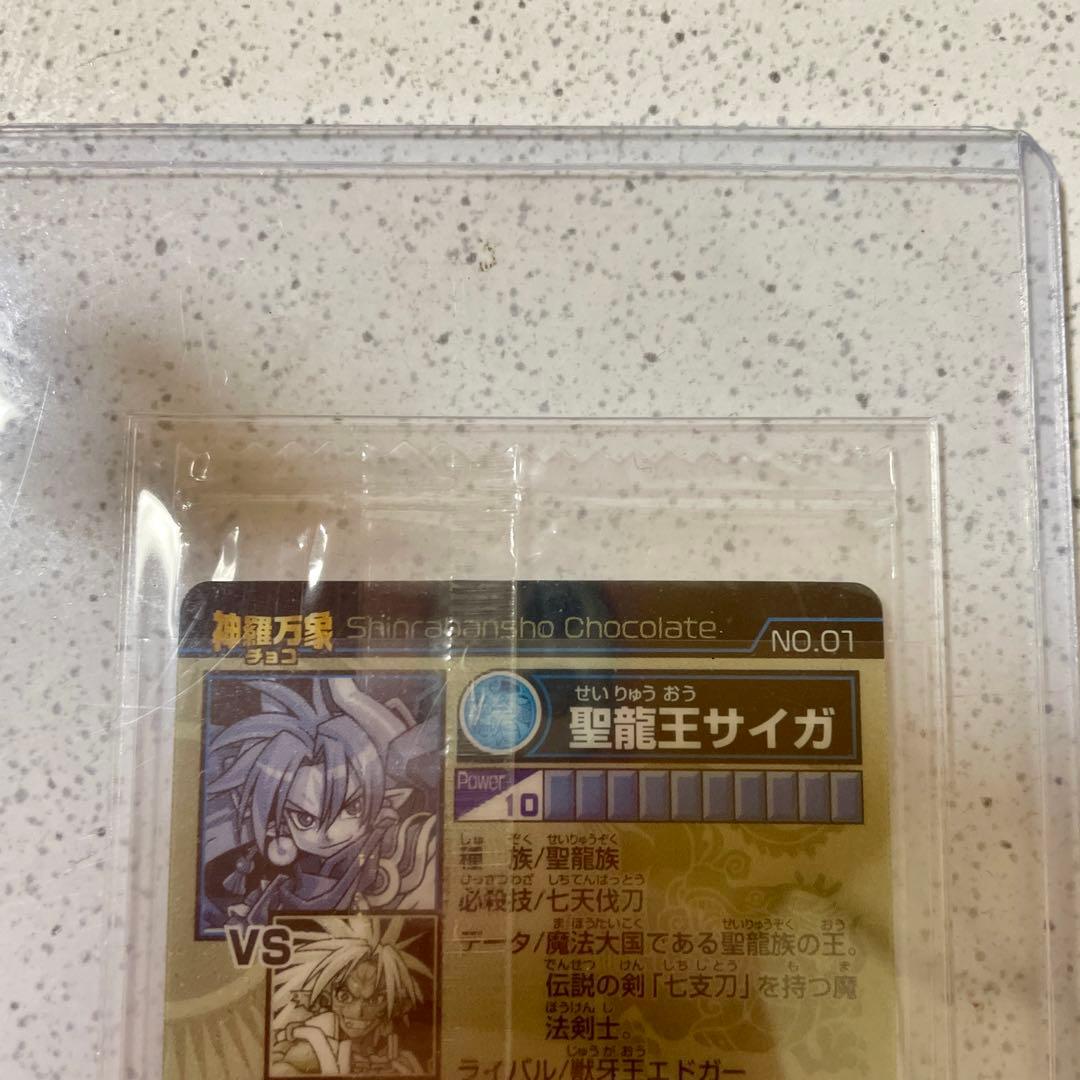 神羅万象
チョコ
Shinrabansho Chocolate
NO.01
せいりゅうおう
聖龍王サイガ
Power
10
しゅ ぞく せいりゅうぞく
種 族/聖龍族
ひっさつわざ しちてんばっとう
必殺技/七天伐刀
まほうたいこく せいりゅうぞく おう
データ/魔法大国である聖龍族の王。
でんせつ けん しちしとう も ま
伝説の剣「七支刀」を持つ魔
ほうけんし
法剣士。
じゅうがおう
ライバル/獣牙王エドガー
VS